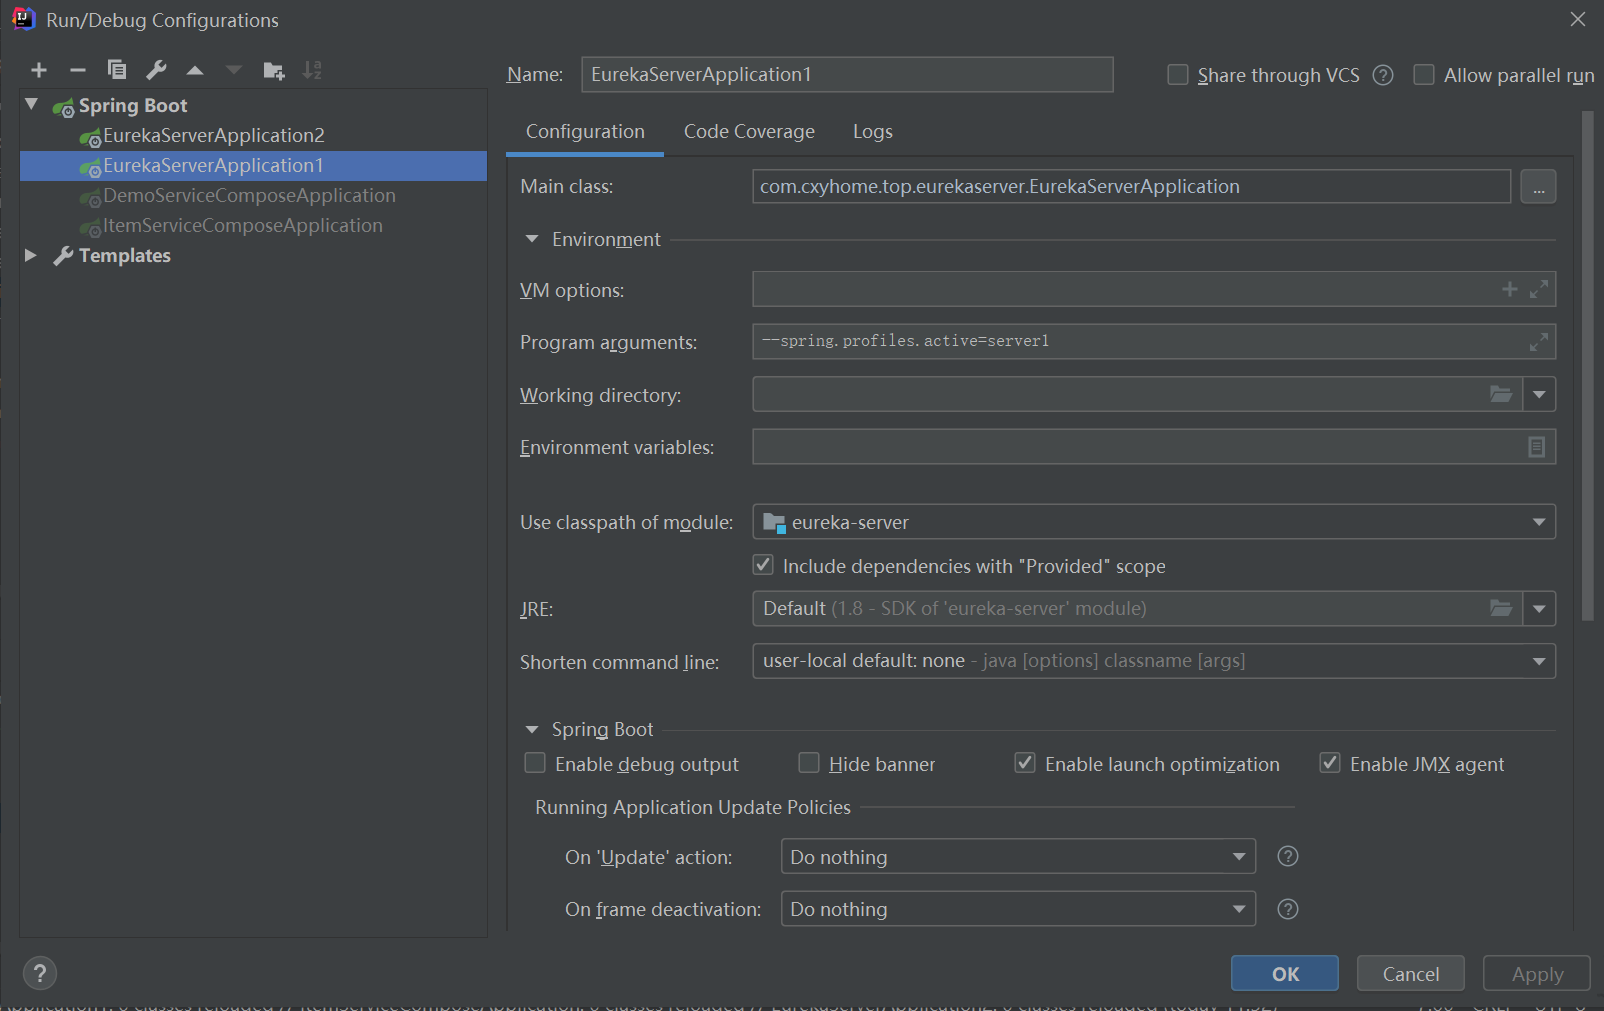 Run/Debug Configurations
Name: EurekaServerApplication1
Share through VCS
Allow parallel run
Spring Boot
EurekaServerApplication2
EurekaServerApplication1
DemoServiceComposeApplication
ItemServiceComposeApplication
Templates
Configuration Code Coverage Logs
Main class: com.cxyhome.top.eurekaserver.EurekaServerApplication ...
Environment
VM options:
Program arguments: --spring.profiles.active=server1
Working directory:
Environment variables:
Use classpath of module: eureka-server
Include dependencies with "Provided" scope
JRE: Default (1.8 - SDK of 'eureka-server' module)
Shorten command line: user-local default: none - java [options] classname [args]
Spring Boot
Enable debug output Hide banner Enable launch optimization Enable JMX agent
Running Application Update Policies
On 'Update' action: Do nothing
On frame deactivation: Do nothing
OK Cancel Apply